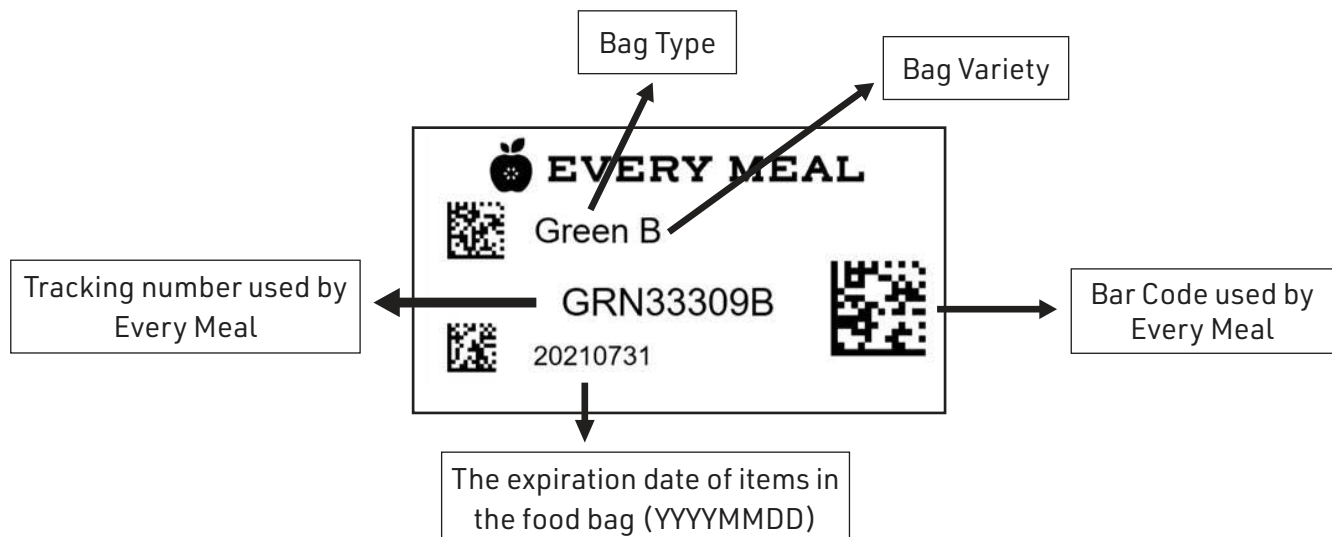 Bag Type
Bag Variety
EVERY MEAL
Green B
Tracking number used by
Every Meal
GRN33309B
Bar Code used by
Every Meal
20210731
The expiration date of items in
the food bag (YYYYMMDD)